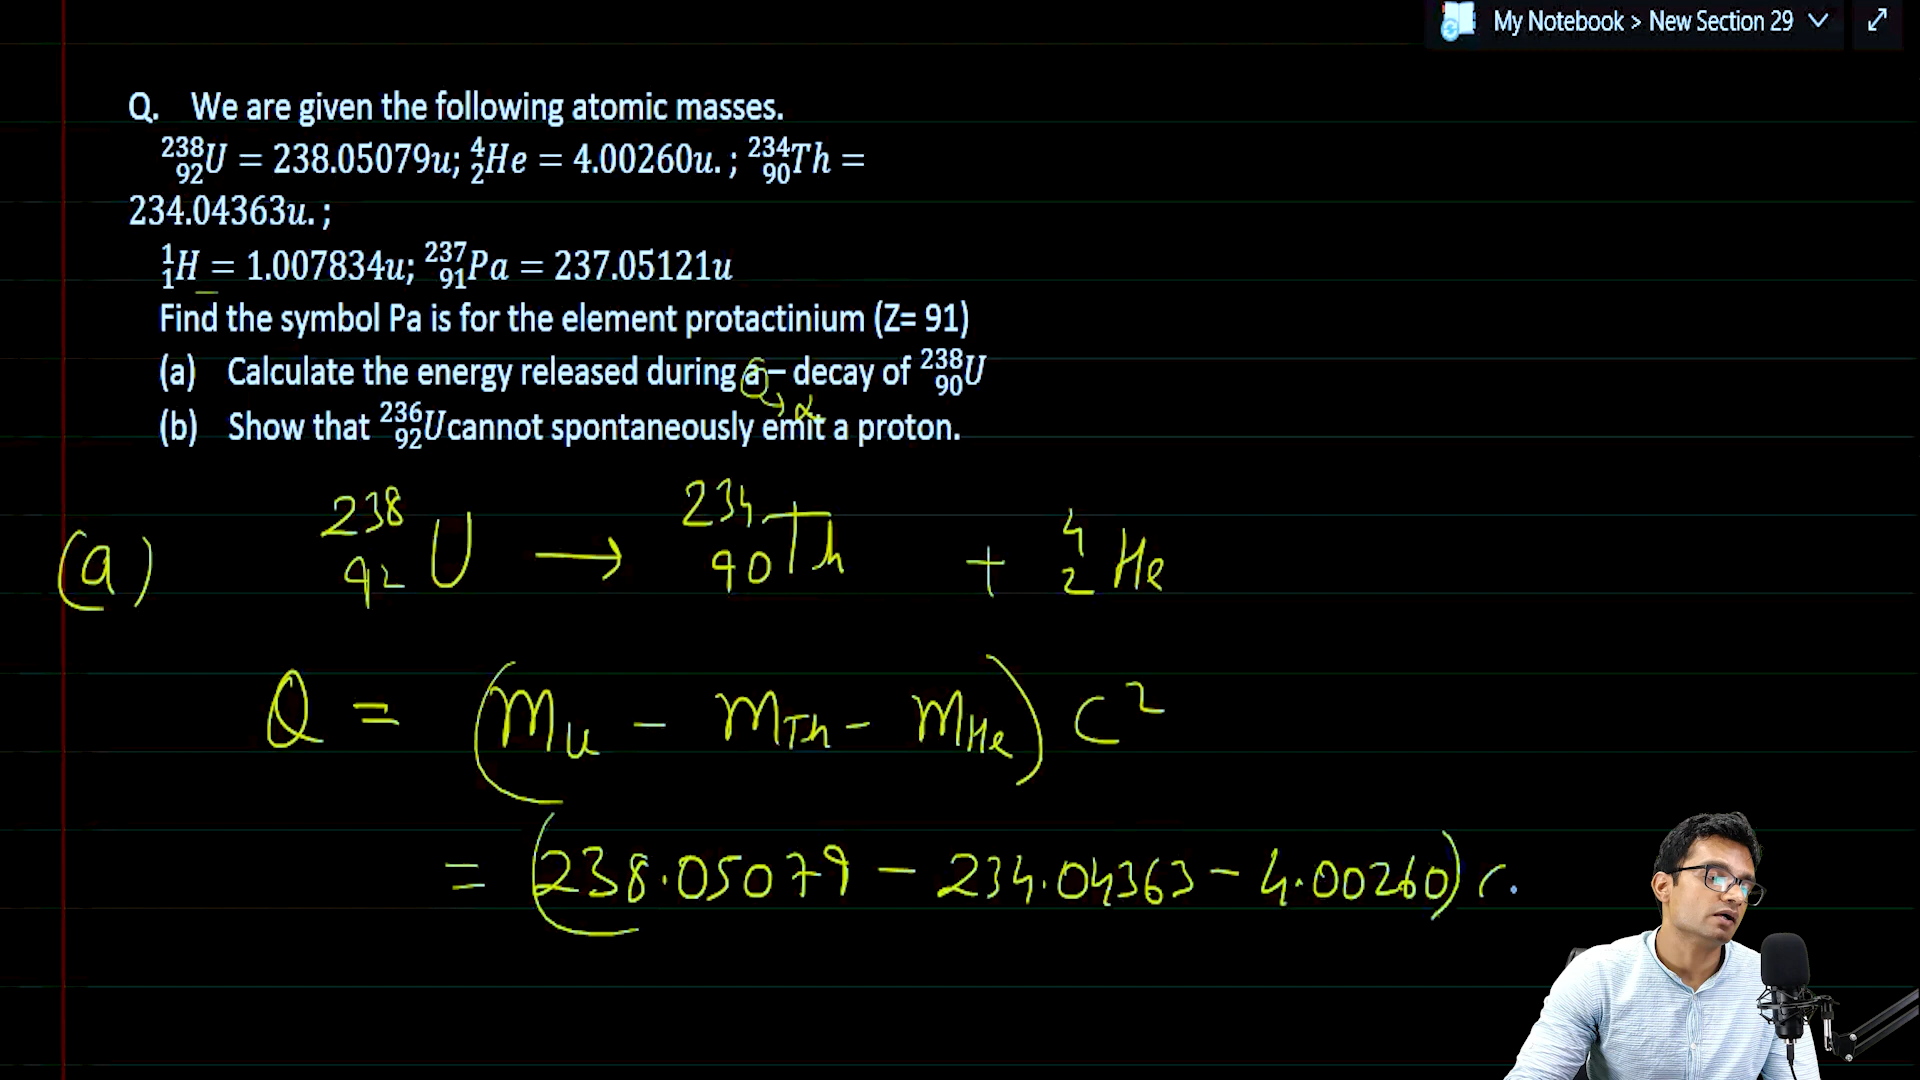 My Notebook > New Section 29
Q. We are given the following atomic masses.
²³⁸₉₂U = 238.05079u; ⁴₂He = 4.00260u. ; ²³⁴₉₀Th =
234.04363u. ;
¹₁H = 1.007834u; ²³⁷₉₁Pa = 237.05121u
Find the symbol Pa is for the element protactinium (Z= 91)
(a) Calculate the energy released during a – decay of ²³⁸₉₀U
→ α
(b) Show that ²³⁶₉₂U cannot spontaneously emit a proton.
(a) ²³⁸₉₂U → ²³⁴₉₀Th + ⁴₂He
Q = (m_U - m_Th - m_He) C²
= (238.05079 - 234.04363 - 4.00260) c